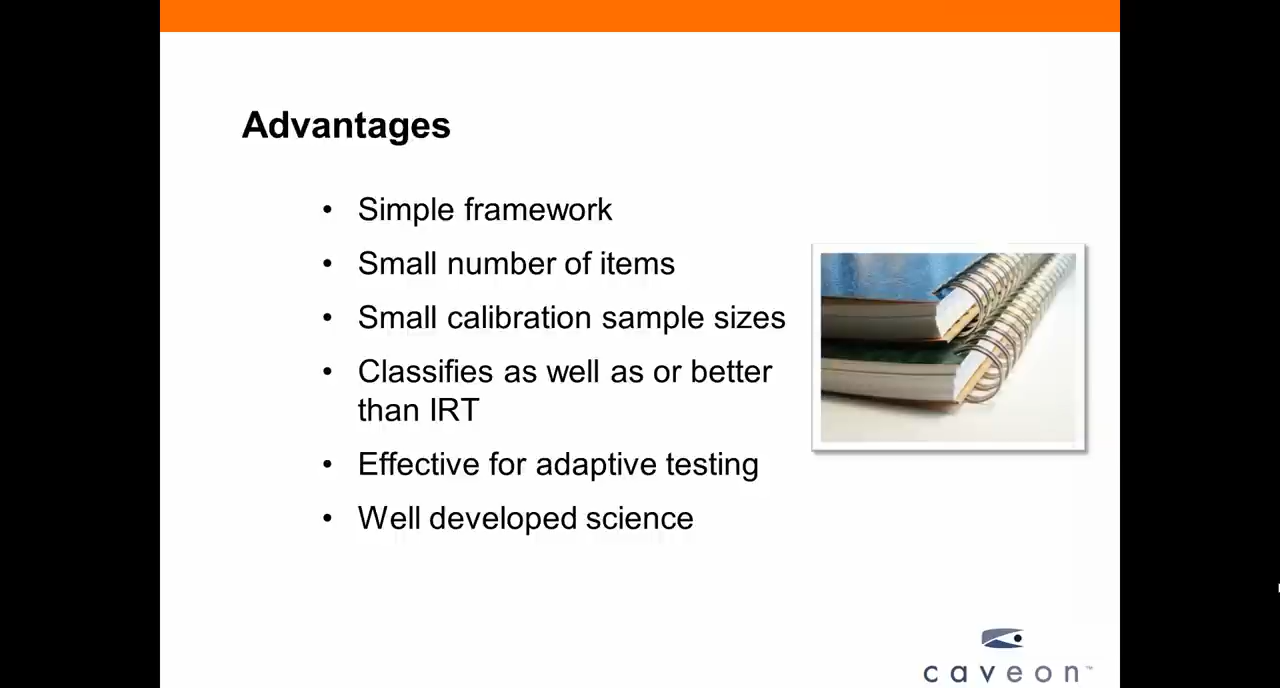 Advantages
• Simple framework
• Small number of items
• Small calibration sample sizes
• Classifies as well as or better
than IRT
• Effective for adaptive testing
• Well developed science
caveon™